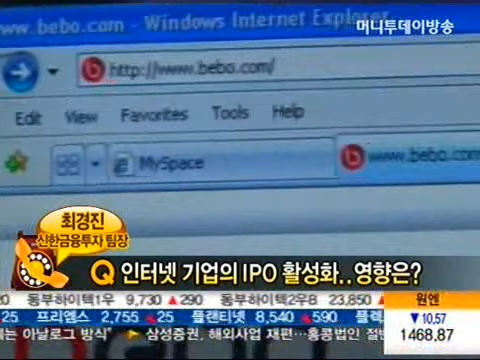 www.bebo.com - Windows Internet Explorer
머니투데이방송
http://www.bebo.com/
Edit View Favorites Tools Help
MySpace
www.bebo.com
최경진
신한금융투자 팀장
Q 인터넷 기업의 IPO 활성화..영향은?
20 동부하이텍1우 9,730 ▲290 동부하이텍2우B 23,850
25 프리엠스 2,755 ▲25 플랜티넷 8,540 ▲590 플랙
는 아날로그 방식" ▶ 삼성증권, 해외사업 재편…홍콩법인 절반
원엔
▼10.57
1468.87